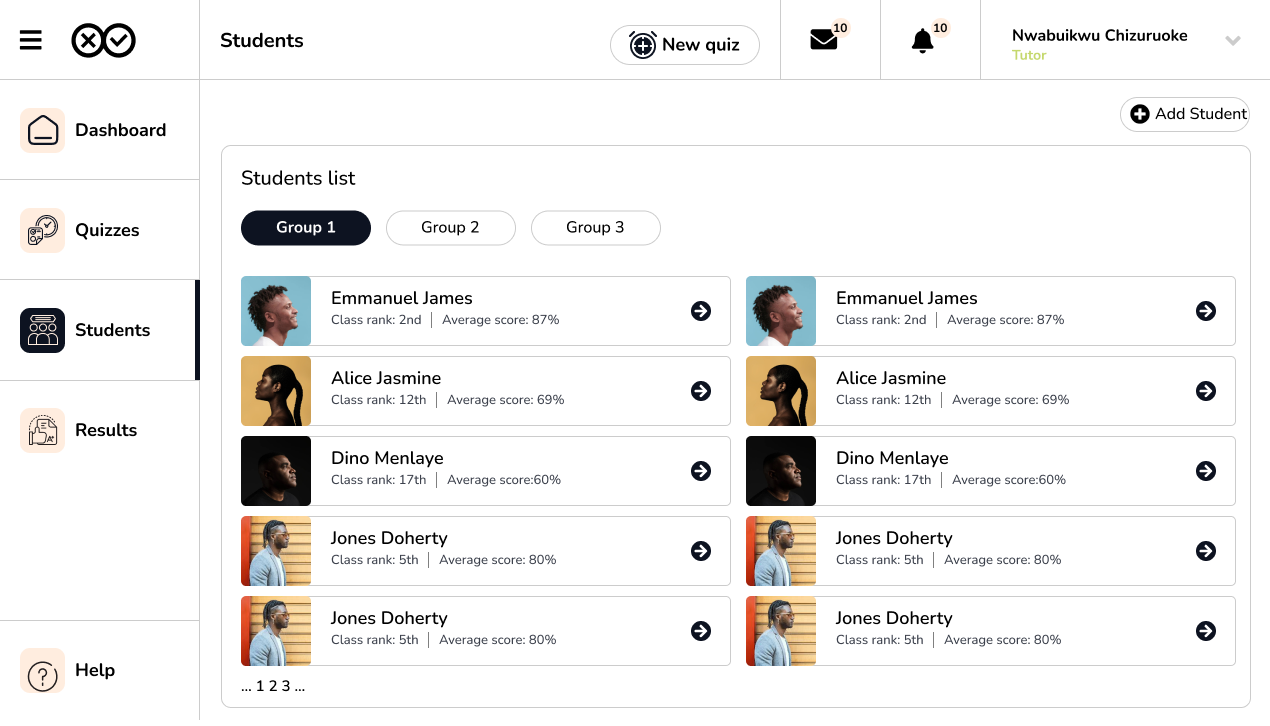 Students
New quiz
10
10
Nwabuikwu Chizuruoke
Tutor
Dashboard
Quizzes
Students
Results
Help
Add Student
Students list
Group 1
Group 2
Group 3
Emmanuel James
Class rank: 2nd
Average score: 87%
Emmanuel James
Class rank: 2nd
Average score: 87%
Alice Jasmine
Class rank: 12th
Average score: 69%
Alice Jasmine
Class rank: 12th
Average score: 69%
Dino Menlaye
Class rank: 17th
Average score:60%
Dino Menlaye
Class rank: 17th
Average score:60%
Jones Doherty
Class rank: 5th
Average score: 80%
Jones Doherty
Class rank: 5th
Average score: 80%
Jones Doherty
Class rank: 5th
Average score: 80%
Jones Doherty
Class rank: 5th
Average score: 80%
... 1 2 3 ...